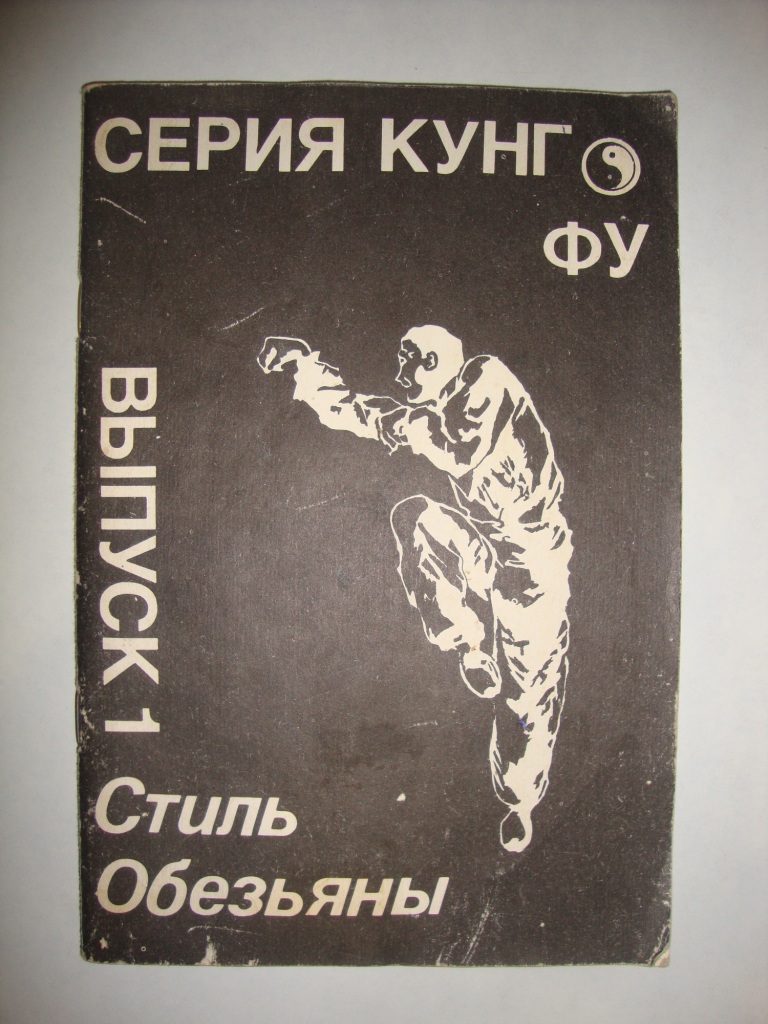 СЕРИЯ КУНГ
ФУ
ВЫПУСК 1
Стиль
Обезьяны